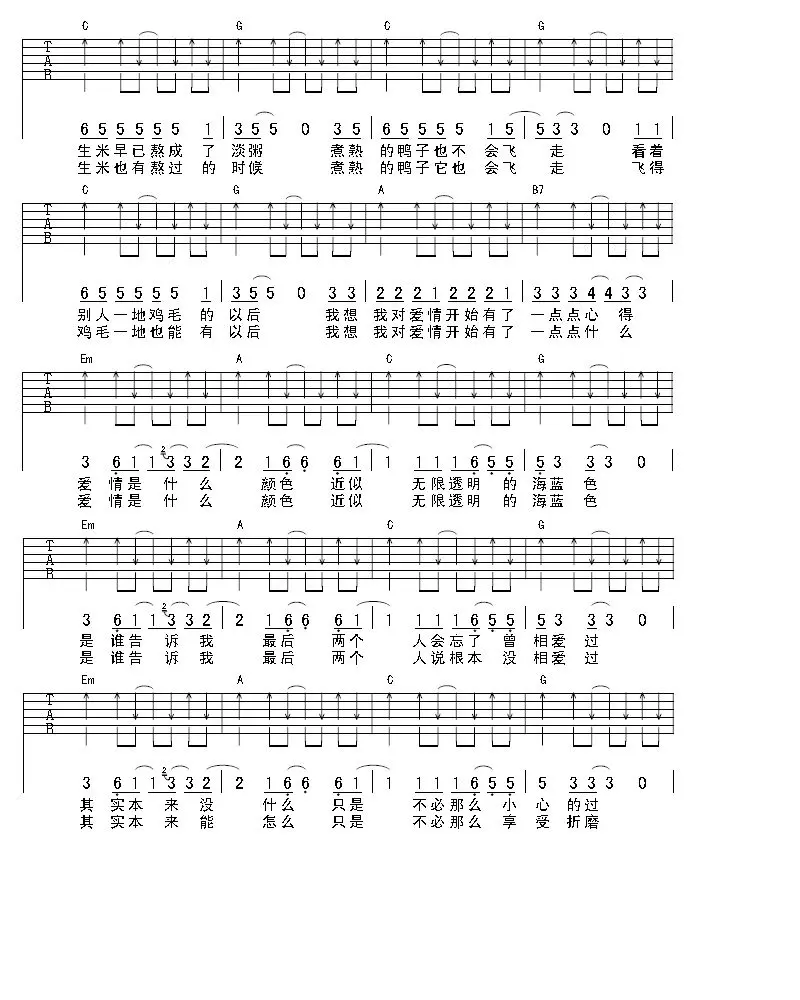 C G C G
T A B
6 5 5 5 5 5 1 3 5 5 0 3 5 6 5 5 5 5 1 5 5 3 3 0 1 1
生米早已熬成了淡粥 煮熟的鸭子也不会飞走 看着
生米也有熬过的时候 煮熟的鸭子它也会飞走 飞得
C G A B7
T A B
6 5 5 5 5 5 1 3 5 5 0 3 3 2 2 2 1 2 2 2 1 3 3 3 4 4 3 3
别人一地鸡毛的以后 我想我对爱情开始有了一点点心得
鸡毛一地也能有以后 我想我对爱情开始有了一点点什么
Em A C G
T A B
3 6 1 1 2 3 3 2 2 1 6 6 6 1 1 1 1 1 6 5 5 5 3 3 3 0
爱情是什么颜色近似无限透明的海蓝色
爱情是什么颜色近似无限透明的海蓝色
Em A C G
T A B
3 6 1 1 2 3 3 2 2 1 6 6 6 1 1 1 1 1 6 5 5 5 3 3 3 0
是谁告诉我最后两个人会忘了曾相爱过
是谁告诉我最后两个人说根本没相爱过
Em A C G
T A B
3 6 1 1 2 3 3 2 2 1 6 6 6 1 1 1 1 1 6 5 5 5 3 3 3 0
其实本来没什么只是不必那么小心的过
其实本来能怎么只是不必那么享受折磨